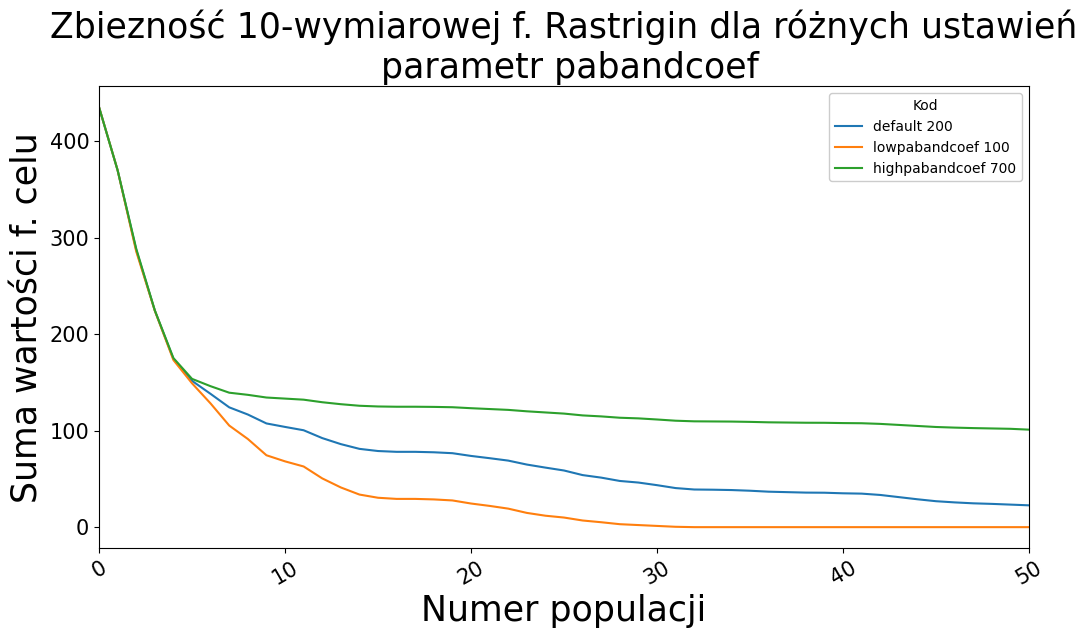 Zbiezność 10-wymiarowej f. Rastrigin dla różnych ustawień
parametr pabandcoef
Kod
default 200
lowpabandcoef 100
highpabandcoef 700
Suma wartości f. celu
400
300
200
100
0
0
10
20
30
40
50
Numer populacji